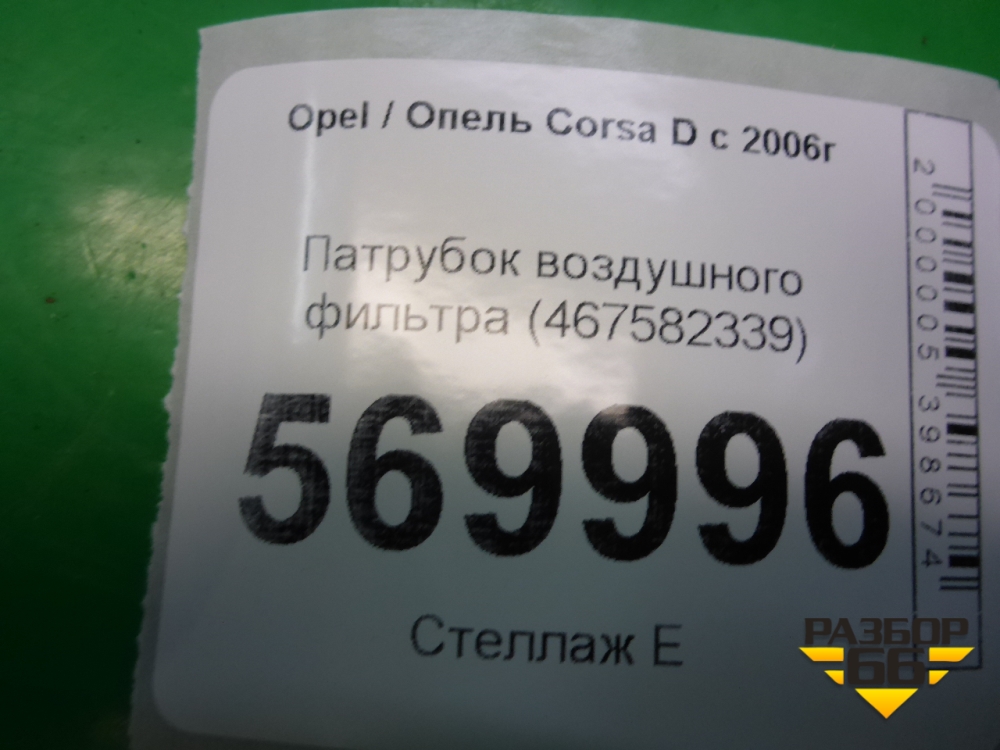 Opel / Опель Corsa D с 2006г
Патрубок воздушного
фильтра (467582339)
569996
Стеллаж Е
2000005398674
РАЗБОР
66